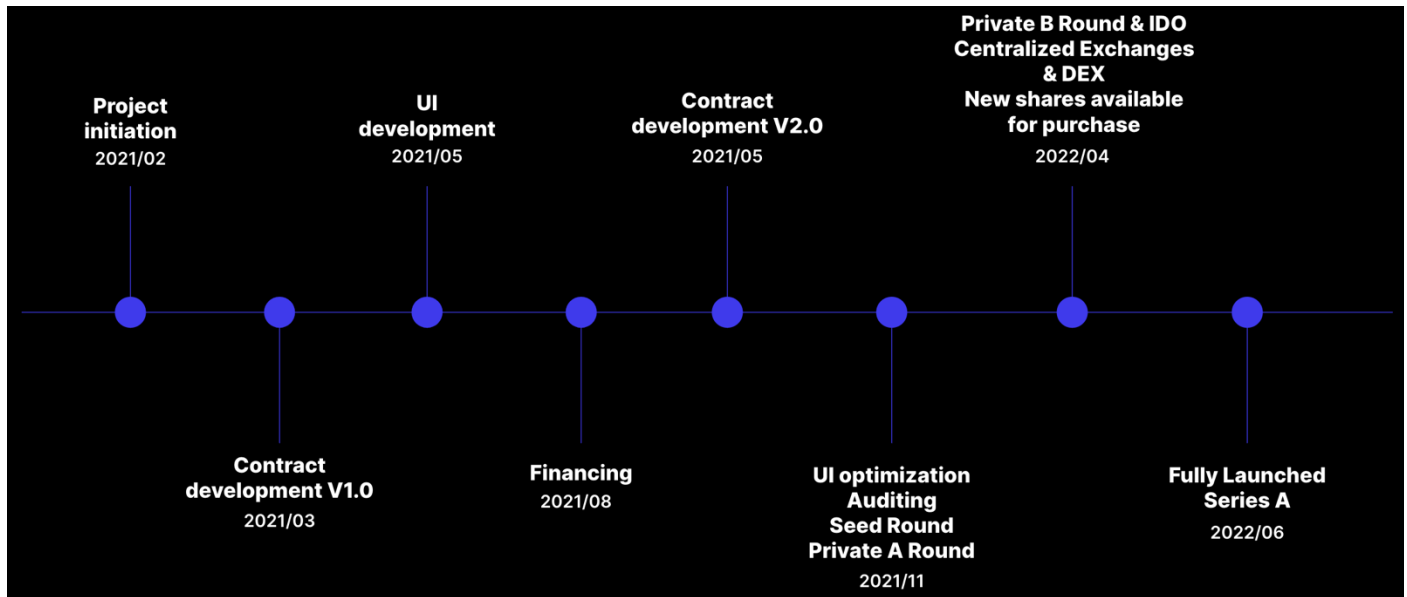 Project
initiation
2021/02
Contract
development V1.0
2021/03
UI
development
2021/05
Financing
2021/08
Contract
development V2.0
2021/05
UI optimization
Auditing
Seed Round
Private A Round
2021/11
Private B Round & IDO
Centralized Exchanges
& DEX
New shares available
for purchase
2022/04
Fully Launched
Series A
2022/06